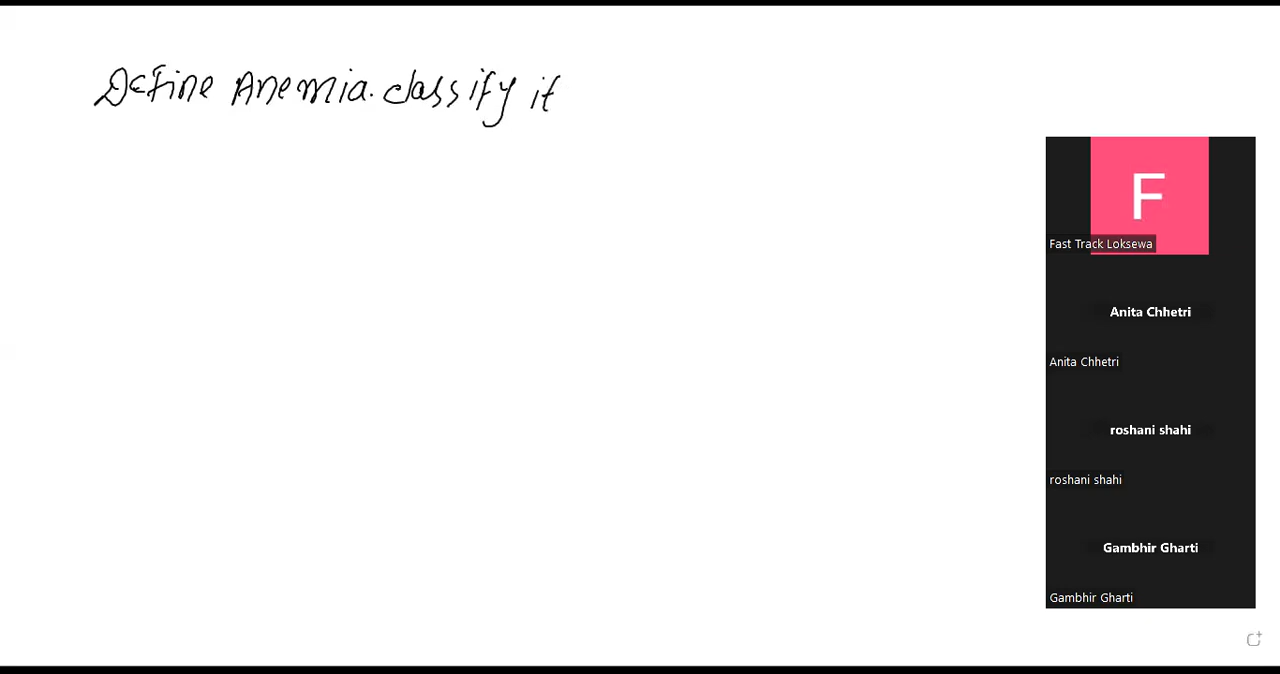 Define Anemia. classify it
F
Fast Track Loksewa
Anita Chhetri
Anita Chhetri
roshani shahi
roshani shahi
Gambhir Gharti
Gambhir Gharti